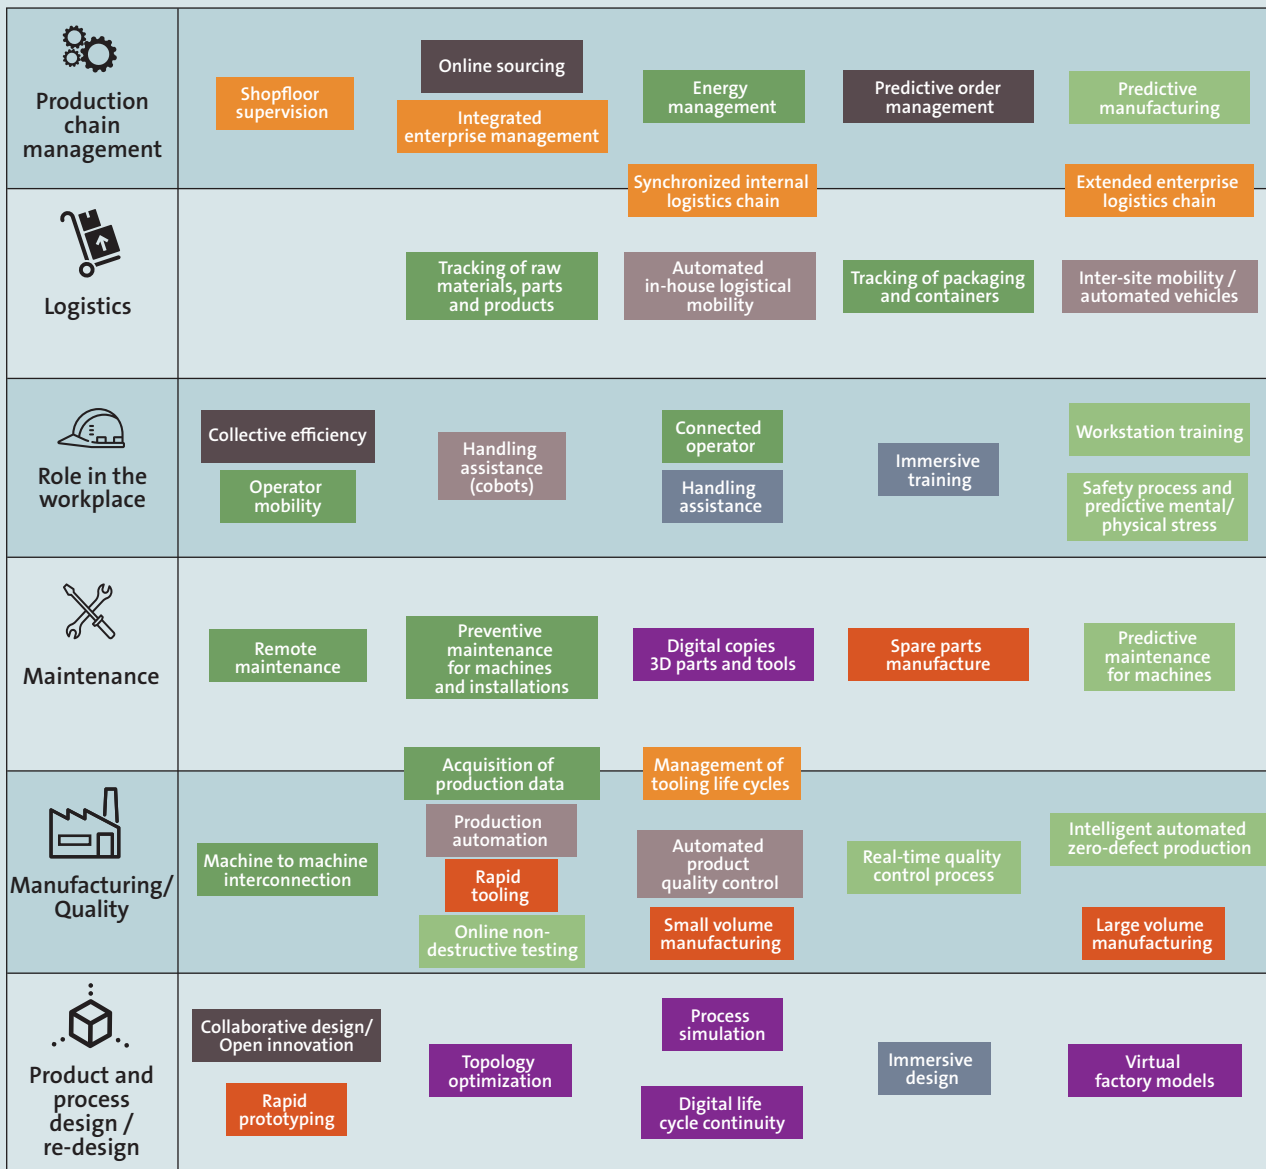 Production
chain
management
Shopfloor
supervision
Online sourcing
Integrated
enterprise management
Energy
management
Predictive order
management
Predictive
manufacturing
Synchronized internal
logistics chain
Extended enterprise
logistics chain
Logistics
Tracking of raw
materials, parts
and products
Automated
in-house logistical
mobility
Tracking of packaging
and containers
Inter-site mobility /
automated vehicles
Role in the
workplace
Collective efficiency
Operator
mobility
Handling
assistance
(cobots)
Connected
operator
Handling
assistance
Immersive
training
Workstation training
Safety process and
predictive mental/
physical stress
Maintenance
Remote
maintenance
Preventive
maintenance
for machines
and installations
Digital copies
3D parts and tools
Spare parts
manufacture
Predictive
maintenance
for machines
Acquisition of
production data
Management of
tooling life cycles
Manufacturing/
Quality
Machine to machine
interconnection
Production
automation
Rapid
tooling
Online non-
destructive testing
Automated
product
quality control
Small volume
manufacturing
Real-time quality
control process
Intelligent automated
zero-defect production
Large volume
manufacturing
Product and
process
design /
re-design
Collaborative design/
Open innovation
Rapid
prototyping
Topology
optimization
Process
simulation
Digital life
cycle continuity
Immersive
design
Virtual
factory models